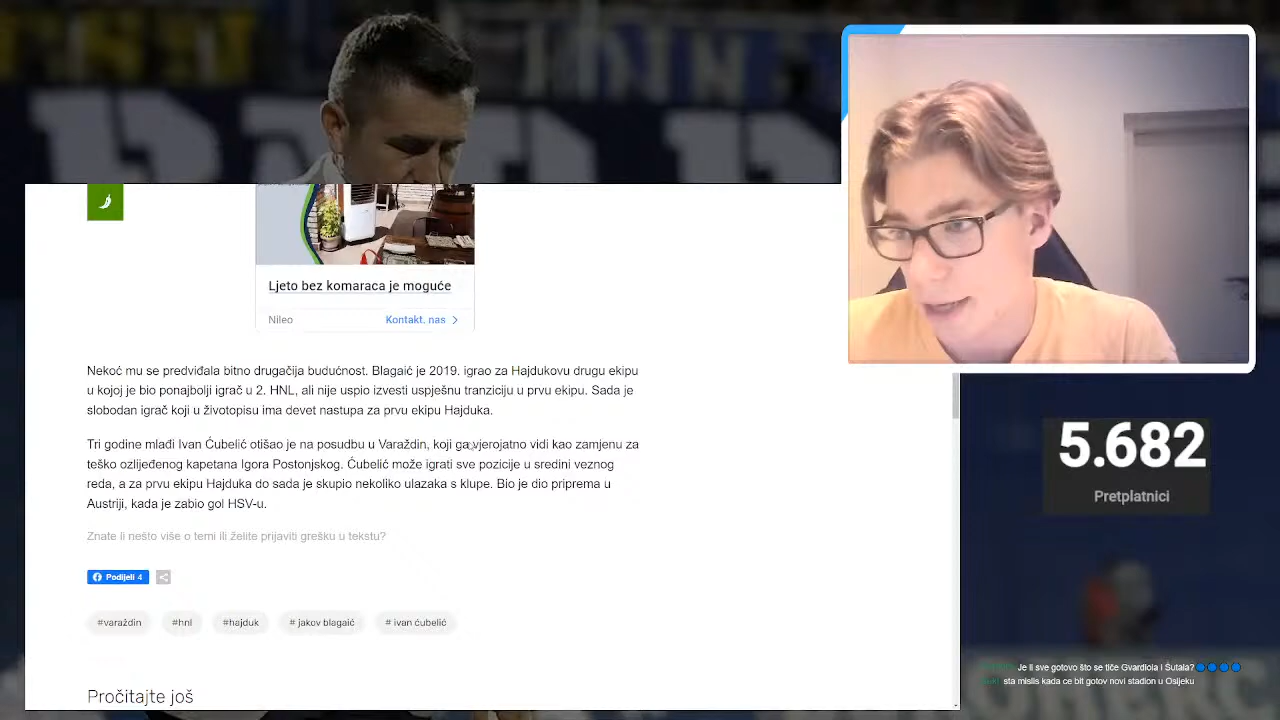 Ljeto bez komaraca je moguće
Nileo
Kontakt. nas
Nekoć mu se predviđala bitno drugačija budućnost. Blagaić je 2019. igrao za Hajdukovu drugu ekipu
u kojoj je bio ponajbolji igrač u 2. HNL, ali nije uspio izvesti uspješnu tranziciju u prvu ekipu. Sada je
slobodan igrač koji u životopisu ima devet nastupa za prvu ekipu Hajduka.
Tri godine mlađi Ivan Ćubelić otišao je na posudbu u Varaždin, koji ga vjerojatno vidi kao zamjenu za
teško ozlijeđenog kapetana Igora Postonjskog. Ćubelić može igrati sve pozicije u sredini veznog
reda, a za prvu ekipu Hajduka do sada je skupio nekoliko ulazaka s klupe. Bio je dio priprema u
Austriji, kada je zabio gol HSV-u.
Znate li nešto više o temi ili želite prijaviti grešku u tekstu?
Podijeli 4
#varaždin
#hnl
#hajduk
# jakov blagaić
# ivan ćubelić
Pročitajte još
5.682
Pretplatnici
Je li sve gotovo što se tiče Gvardiola i Šutala?
sta mislis kada ce bit gotov novi stadion u Osijeku